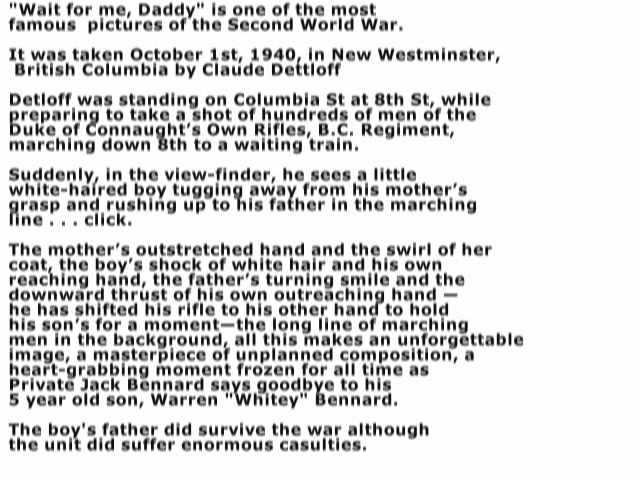 "Wait for me, Daddy" is one of the most
famous pictures of the Second World War.
It was taken October 1st, 1940, in New Westminster,
British Columbia by Claude Dettloff
Detloff was standing on Columbia St at 8th St, while
preparing to take a shot of hundreds of men of the
Duke of Connaught's Own Rifles, B.C. Regiment,
marching down 8th to a waiting train.
Suddenly, in the view-finder, he sees a little
white-haired boy tugging away from his mother's
grasp and rushing up to his father in the marching
line . . . click.
The mother's outstretched hand and the swirl of her
coat, the boy's shock of white hair and his own
reaching hand, the father's turning smile and the
downward thrust of his own outreaching hand —
he has shifted his rifle to his other hand to hold
his son's for a moment—the long line of marching
men in the background, all this makes an unforgettable
image, a masterpiece of unplanned composition, a
heart-grabbing moment frozen for all time as
Private Jack Bennard says goodbye to his
5 year old son, Warren "Whitey" Bennard.
The boy's father did survive the war although
the unit did suffer enormous casulties.